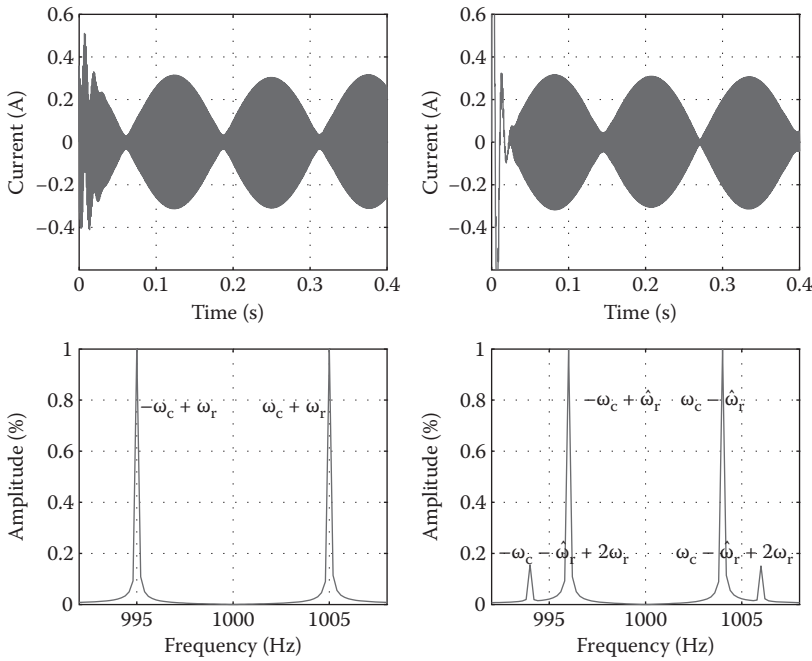 0.6
0.4
0.2
0
−0.2
−0.4
Current (A)
0 0.1 0.2 0.3 0.4
Time (s)
0.6
0.4
0.2
0
−0.2
−0.4
Current (A)
0 0.1 0.2 0.3 0.4
Time (s)
1
0.8
0.6
0.4
0.2
0
Amplitude (%)
−ωc + ωr ωc + ωr
995 1000 1005
Frequency (Hz)
1
0.8
0.6
0.4
0.2
0
Amplitude (%)
−ωc + ω̂r ωc − ω̂r
−ωc − ω̂r + 2ωr ωc − ω̂r + 2ωr
995 1000 1005
Frequency (Hz)